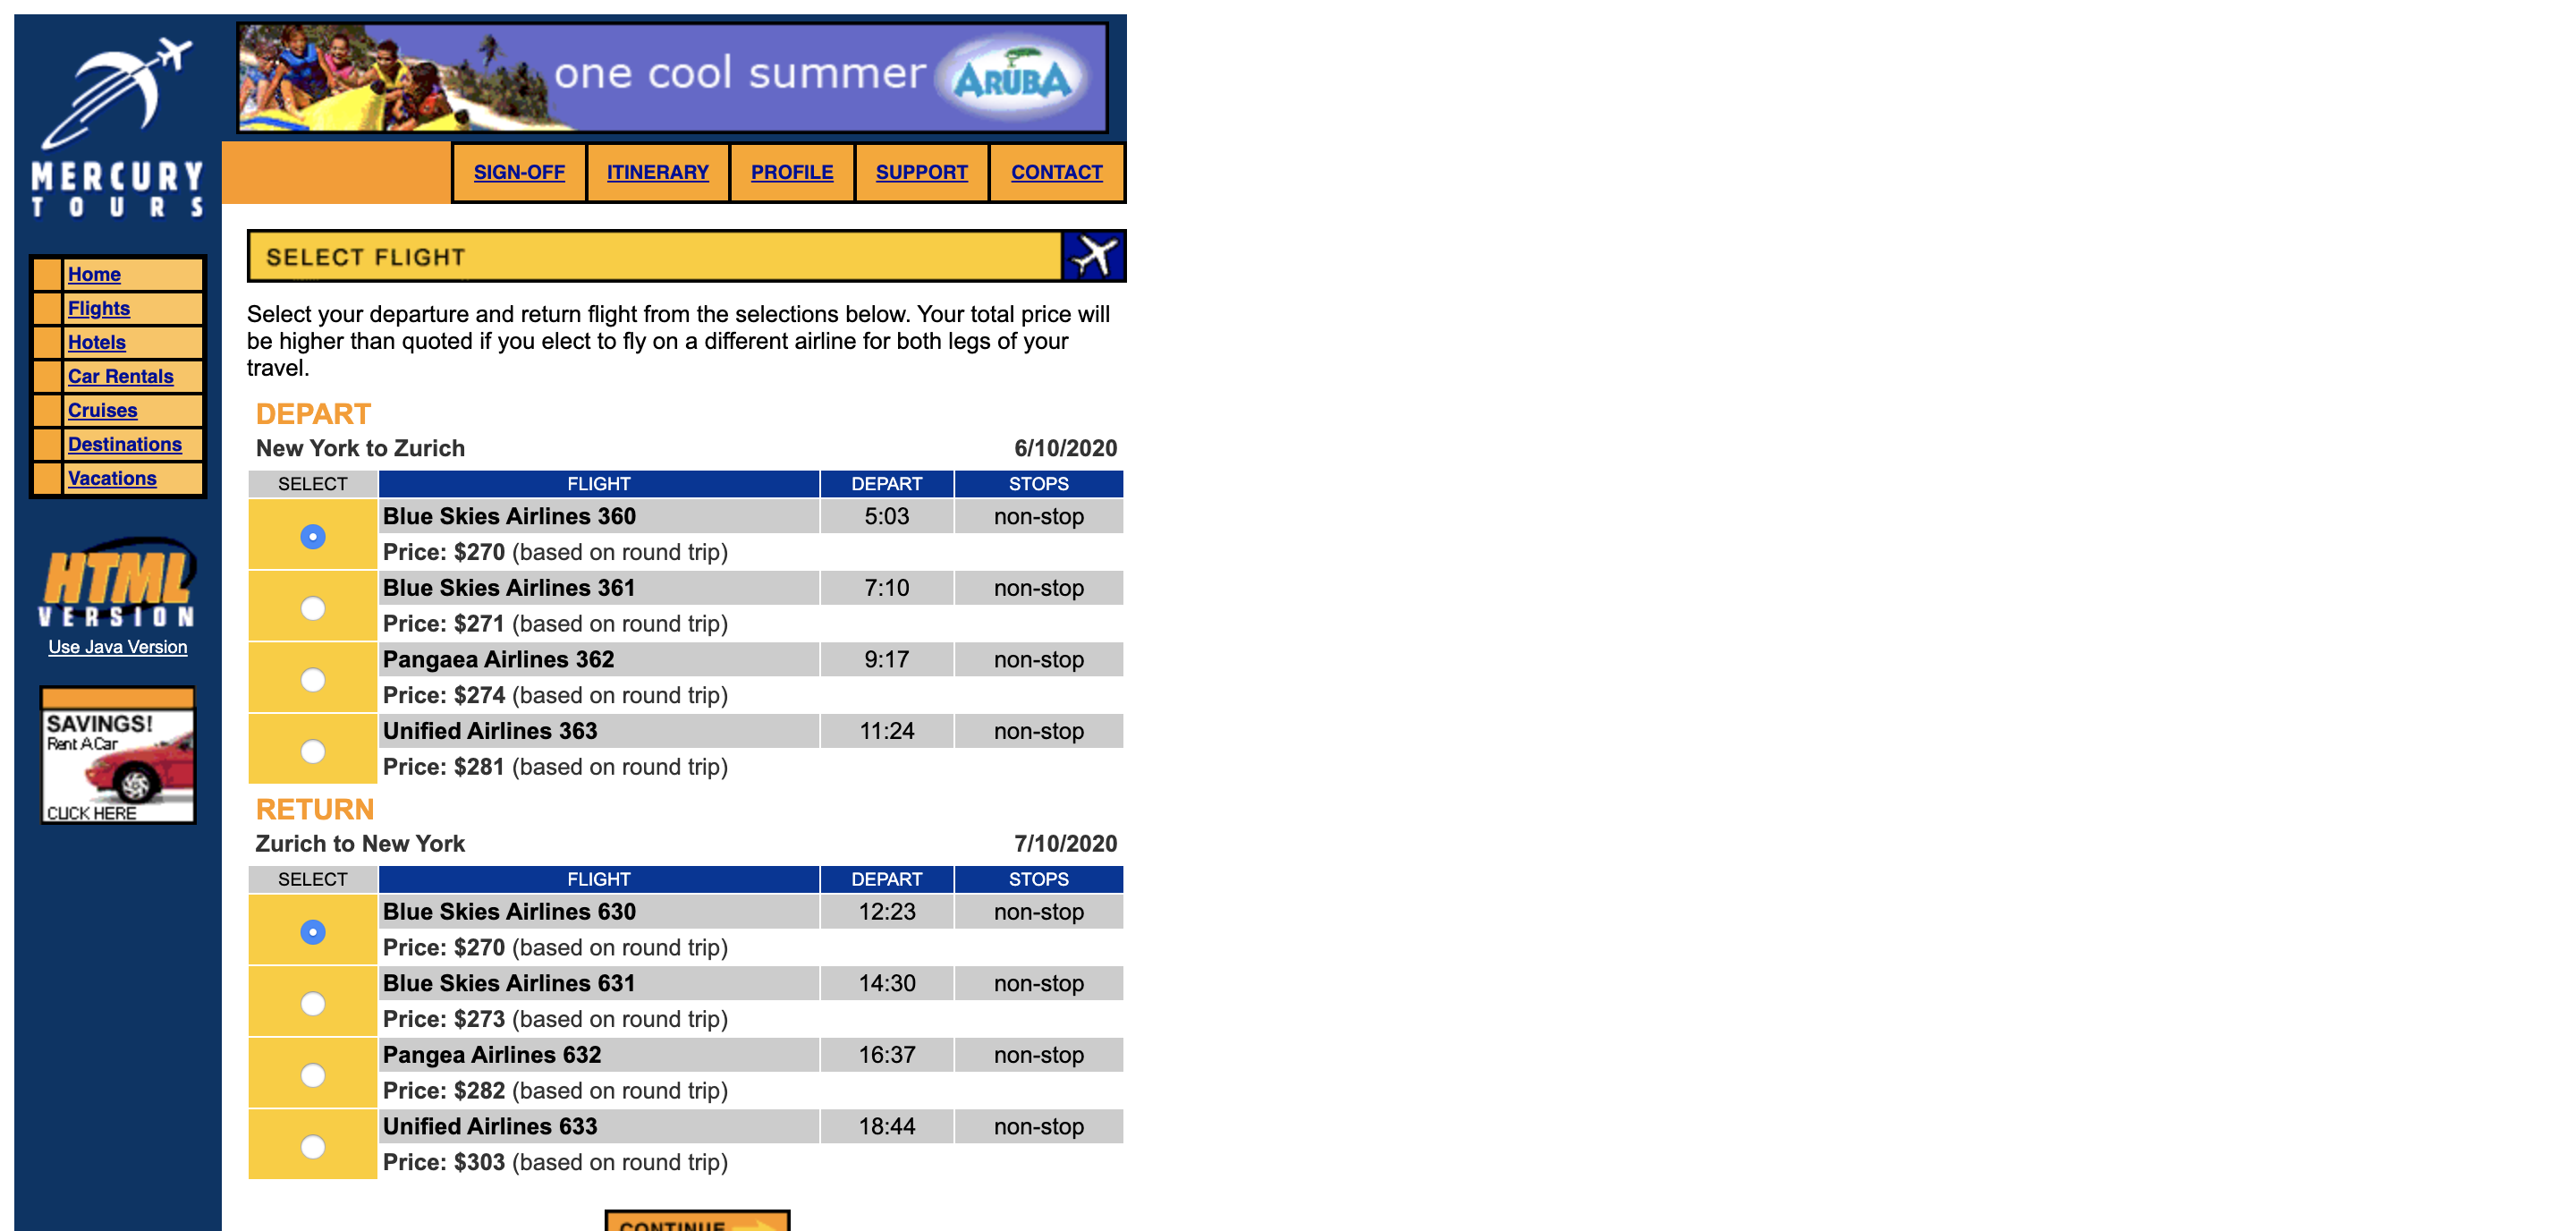 one cool summer ARUBA
MERCURY
TOURS
SIGN-OFF ITINERARY PROFILE SUPPORT CONTACT
Home
Flights
Hotels
Car Rentals
Cruises
Destinations
Vacations
HTML
VERSION
Use Java Version
SAVINGS!
Rent A Car
CLICK HERE
SELECT FLIGHT
Select your departure and return flight from the selections below. Your total price will
be higher than quoted if you elect to fly on a different airline for both legs of your
travel.
DEPART
New York to Zurich 6/10/2020
SELECT FLIGHT DEPART STOPS
Blue Skies Airlines 360 5:03 non-stop
Price: $270 (based on round trip)
Blue Skies Airlines 361 7:10 non-stop
Price: $271 (based on round trip)
Pangaea Airlines 362 9:17 non-stop
Price: $274 (based on round trip)
Unified Airlines 363 11:24 non-stop
Price: $281 (based on round trip)
RETURN
Zurich to New York 7/10/2020
SELECT FLIGHT DEPART STOPS
Blue Skies Airlines 630 12:23 non-stop
Price: $270 (based on round trip)
Blue Skies Airlines 631 14:30 non-stop
Price: $273 (based on round trip)
Pangea Airlines 632 16:37 non-stop
Price: $282 (based on round trip)
Unified Airlines 633 18:44 non-stop
Price: $303 (based on round trip)
CONTINUE